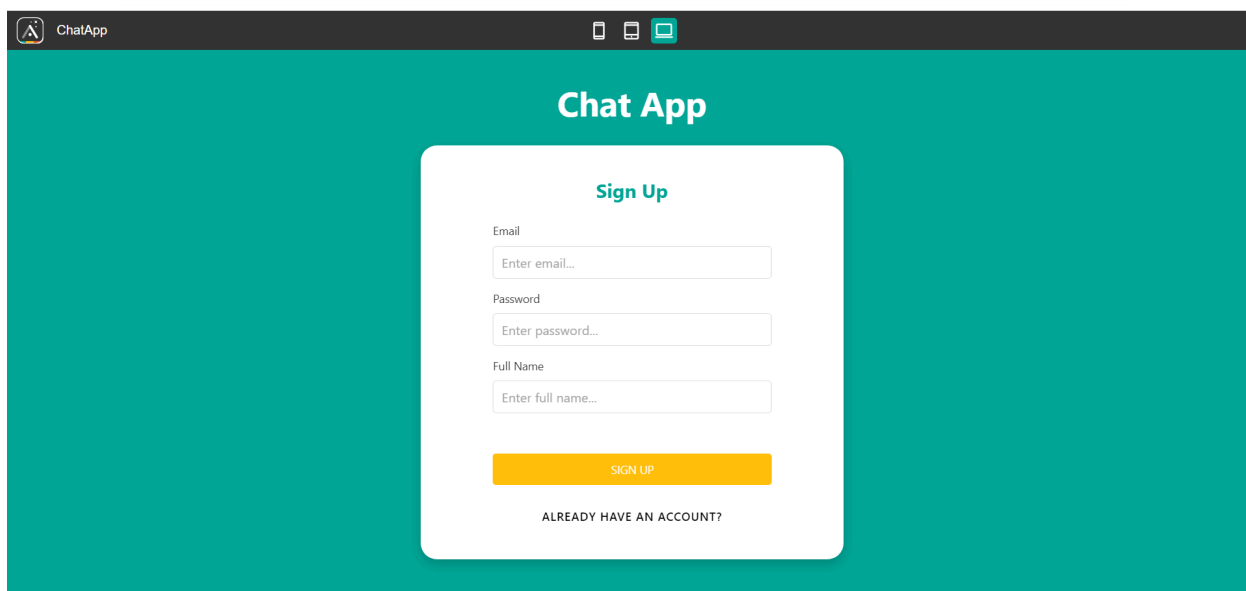 ChatApp
Chat App
Sign Up
Email
Enter email...
Password
Enter password...
Full Name
Enter full name...
SIGN UP
ALREADY HAVE AN ACCOUNT?